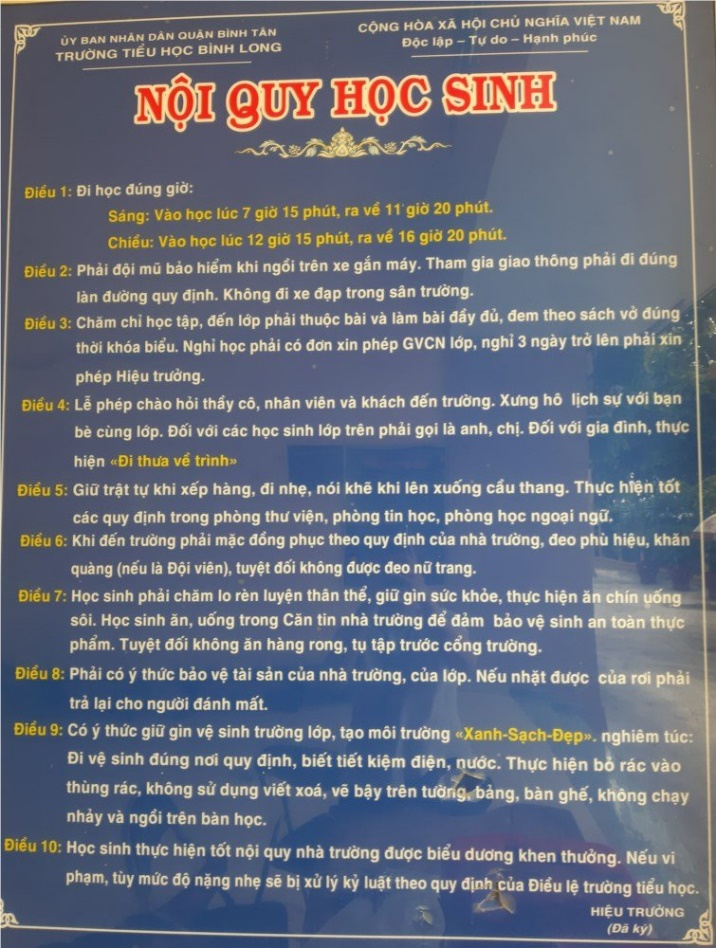 ỦY BAN NHÂN DÂN QUẬN BÌNH TÂN
TRƯỜNG TIỂU HỌC BÌNH LONG
CỘNG HÒA XÃ HỘI CHỦ NGHĨA VIỆT NAM
Độc lập – Tự do – Hạnh phúc
NỘI QUY HỌC SINH
Điều 1: Đi học đúng giờ:
Sáng: Vào học lúc 7 giờ 15 phút, ra về 11 giờ 20 phút.
Chiều: Vào học lúc 12 giờ 15 phút, ra về 16 giờ 20 phút.
Điều 2: Phải đội mũ bảo hiểm khi ngồi trên xe gắn máy. Tham gia giao thông phải đi đúng
làn đường quy định. Không đi xe đạp trong sân trường.
Điều 3: Chăm chỉ học tập, đến lớp phải thuộc bài và làm bài đầy đủ, đem theo sách vở đúng
thời khóa biểu. Nghỉ học phải có đơn xin phép GVCN lớp, nghỉ 3 ngày trở lên phải xin
phép Hiệu trưởng.
Điều 4: Lễ phép chào hỏi thầy cô, nhân viên và khách đến trường. Xưng hô lịch sự với bạn
bè cùng lớp. Đối với các học sinh lớp trên phải gọi là anh, chị. Đối với gia đình, thực
hiện «Đi thưa về trình»
Điều 5: Giữ trật tự khi xếp hàng, đi nhẹ, nói khẽ khi lên xuống cầu thang. Thực hiện tốt
các quy định trong phòng thư viện, phòng tin học, phòng học ngoại ngữ.
Điều 6: Khi đến trường phải mặc đồng phục theo quy định của nhà trường, đeo phù hiệu, khăn
quàng (nếu là Đội viên), tuyệt đối không được đeo nữ trang.
Điều 7: Học sinh phải chăm lo rèn luyện thân thể, giữ gìn sức khỏe, thực hiện ăn chín uống
sôi. Học sinh ăn, uống trong Căn tin nhà trường để đảm bảo vệ sinh an toàn thực
phẩm. Tuyệt đối không ăn hàng rong, tụ tập trước cổng trường.
Điều 8: Phải có ý thức bảo vệ tài sản của nhà trường, của lớp. Nếu nhặt được của rơi phải
trả lại cho người đánh mất.
Điều 9: Có ý thức giữ gìn vệ sinh trường lớp, tạo môi trường «Xanh-Sạch-Đẹp». nghiêm túc:
Đi vệ sinh đúng nơi quy định, biết tiết kiệm điện, nước. Thực hiện bỏ rác vào
thùng rác, không sử dụng viết xoá, vẽ bậy trên tường, bảng, bàn ghế, không chạy
nhảy và ngồi trên bàn học.
Điều 10: Học sinh thực hiện tốt nội quy nhà trường được biểu dương khen thưởng. Nếu vi
phạm, tùy mức độ nặng nhẹ sẽ bị xử lý kỷ luật theo quy định của Điều lệ trường tiểu học.
HIỆU TRƯỞNG
(Đã ký)